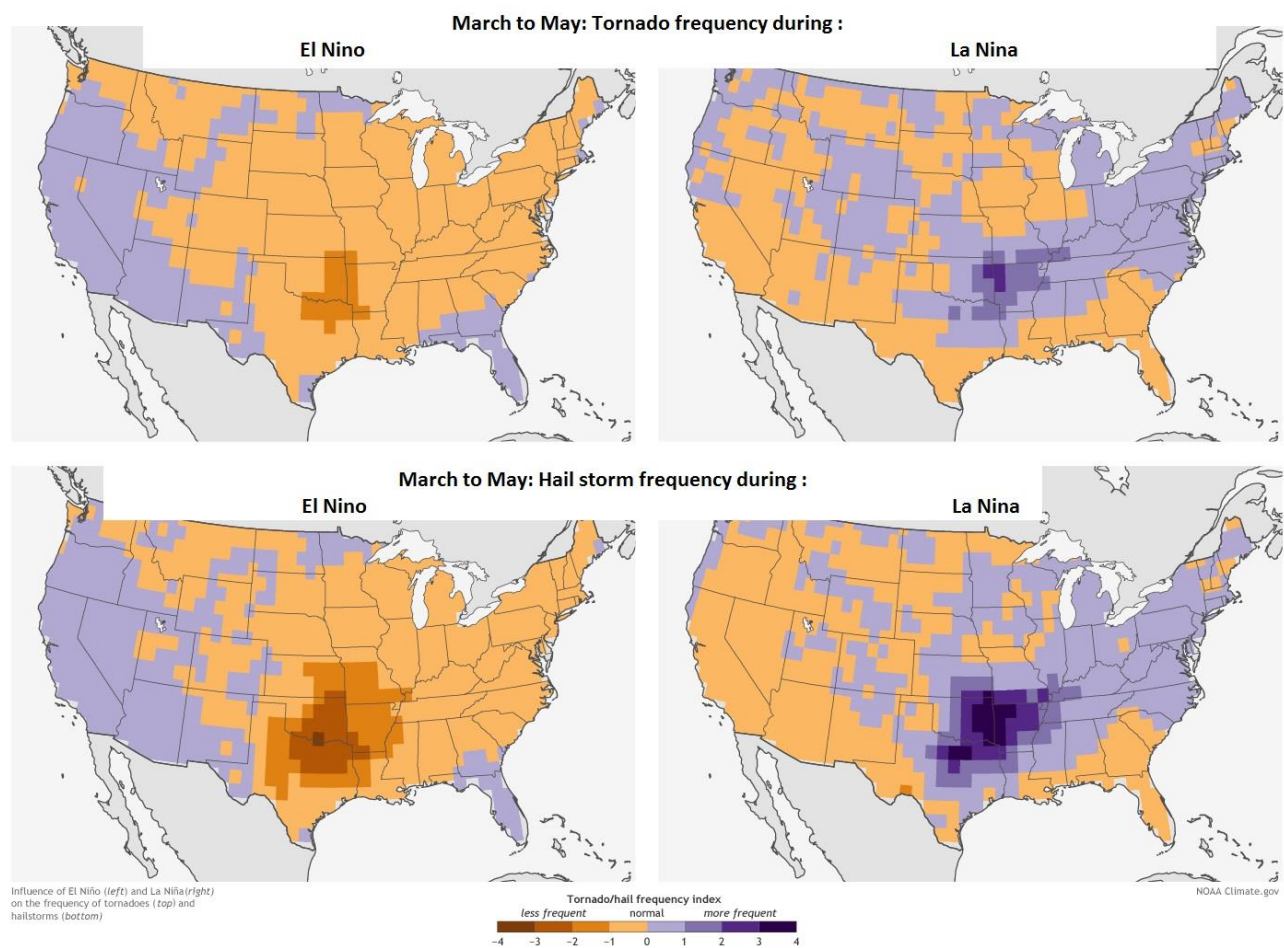 March to May: Tornado frequency during :
El Nino
La Nina
March to May: Hail storm frequency during :
El Nino
La Nina
Influence of El Niño (left) and La Niña(right)
on the frequency of tornadoes (top) and
hailstorms (bottom)
NOAA Climate.gov
Tornado/hail frequency index
less frequent normal more frequent
−4 −3 −2 −1 0 1 2 3 4